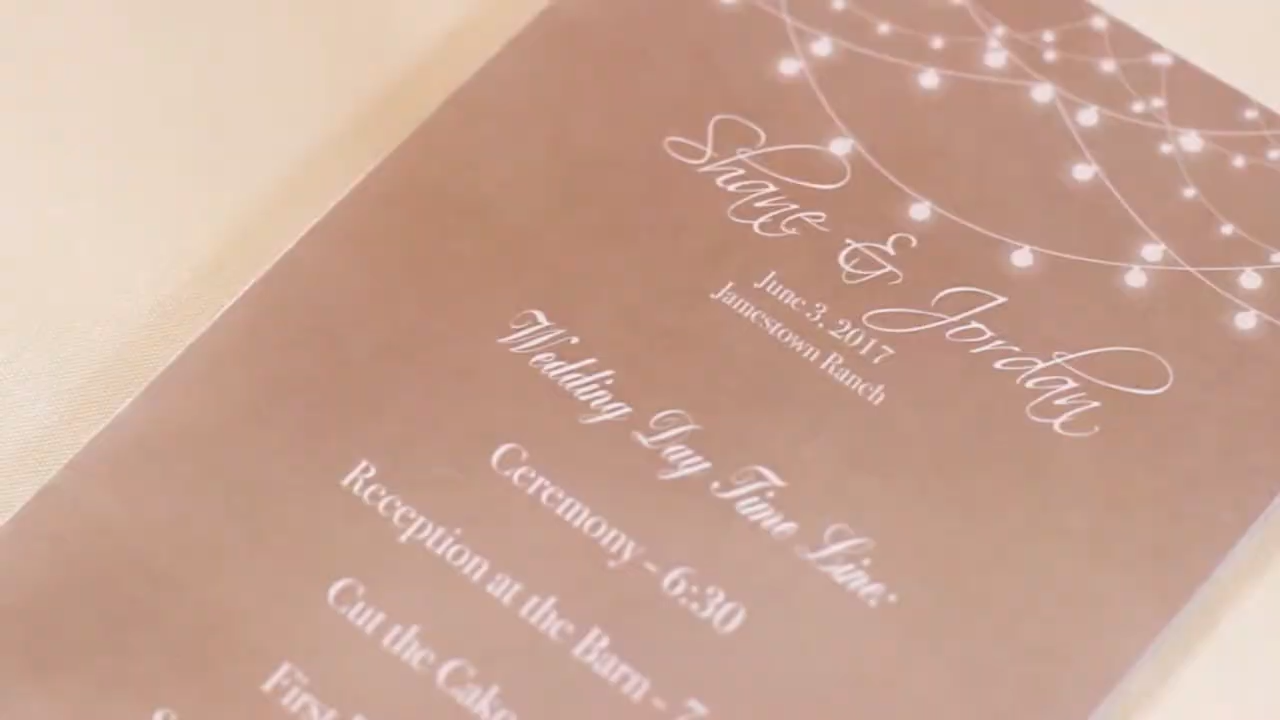 Shane & Jordan
June 3, 2017
Jamestown Ranch
Wedding Day Time Line:
Ceremony - 6:30
Reception at the Barn - 7
Cut the Cake
First